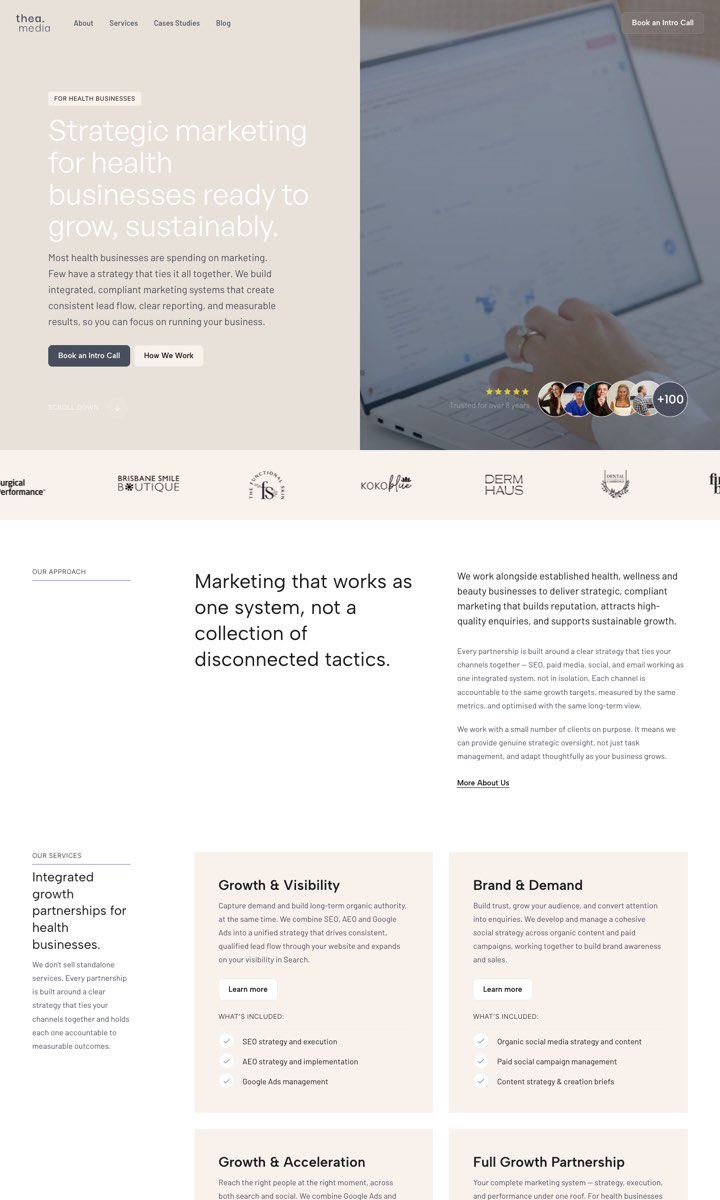 thea.
media
About
Services
Cases Studies
Blog
Book an Intro Call
FOR HEALTH BUSINESSES
Strategic marketing
for health
businesses ready to
grow, sustainably.
Most health businesses are spending on marketing.
Few have a strategy that ties it all together. We build
integrated, compliant marketing systems that create
consistent lead flow, clear reporting, and measurable
results, so you can focus on running your business.
Book an Intro Call
How We Work
SCROLL DOWN
Trusted for over 8 years
+100
urgical
erformance
BRISBANE SMILE
BOUTIQUE
THE FUNCTIONAL SKIN
fs
KOKO blue
DERM
HAUS
DENTAL
OUR APPROACH
Marketing that works as
one system, not a
collection of
disconnected tactics.
We work alongside established health, wellness and
beauty businesses to deliver strategic, compliant
marketing that builds reputation, attracts high-
quality enquiries, and supports sustainable growth.
Every partnership is built around a clear strategy that ties your
channels together — SEO, paid media, social, and email working as
one integrated system, not in isolation. Each channel is
accountable to the same growth targets, measured by the same
metrics, and optimised with the same long-term view.
We work with a small number of clients on purpose. It means we
can provide genuine strategic oversight, not just task
management, and adapt thoughtfully as your business grows.
More About Us
OUR SERVICES
Integrated
growth
partnerships for
health
businesses.
We don't sell standalone
services. Every partnership
is built around a clear
strategy that ties your
channels together and holds
each one accountable to
measurable outcomes.
Growth & Visibility
Capture demand and build long-term organic authority,
at the same time. We combine SEO, AEO and Google
Ads into a unified strategy that drives consistent,
qualified lead flow through your website and expands
on your visibility in Search.
Learn more
WHAT'S INCLUDED:
SEO strategy and execution
AEO strategy and implementation
Google Ads management
Brand & Demand
Build trust, grow your audience, and convert attention
into enquiries. We develop and manage a cohesive
social strategy across organic content and paid
campaigns, working together to build brand awareness
and sales.
Learn more
WHAT'S INCLUDED:
Organic social media strategy and content
Paid social campaign management
Content strategy & creation briefs
Growth & Acceleration
Reach the right people at the right moment, across
both search and social. We combine Google Ads and
Full Growth Partnership
Your complete marketing system — strategy, execution,
and performance under one roof. For health businesses